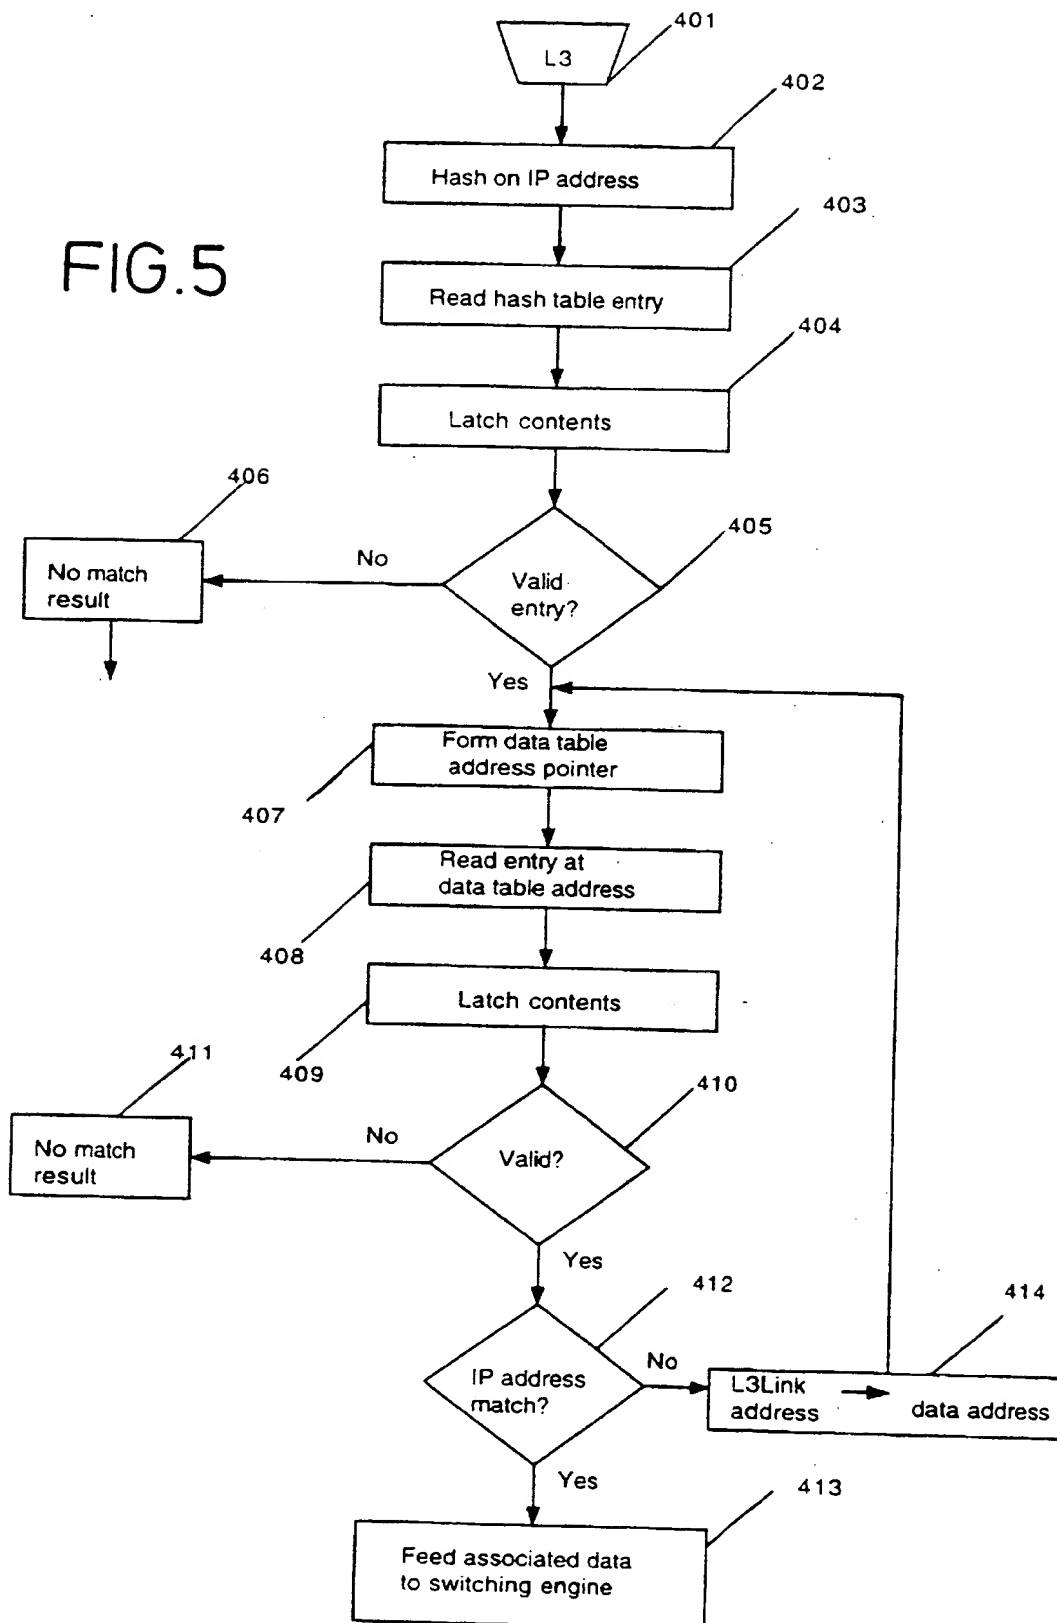 401
L3
402
Hash on IP address
403
FIG.5
Read hash table entry
404
Latch contents
406
405
No match
result
No
Valid
entry?
Yes
Form data table
address pointer
407
Read entry at
data table address
408
Latch contents
409
411
410
No match
result
No
Valid?
Yes
412
414
IP address
match?
No
L3Link
address
data address
Yes
413
Feed associated data
to switching engine